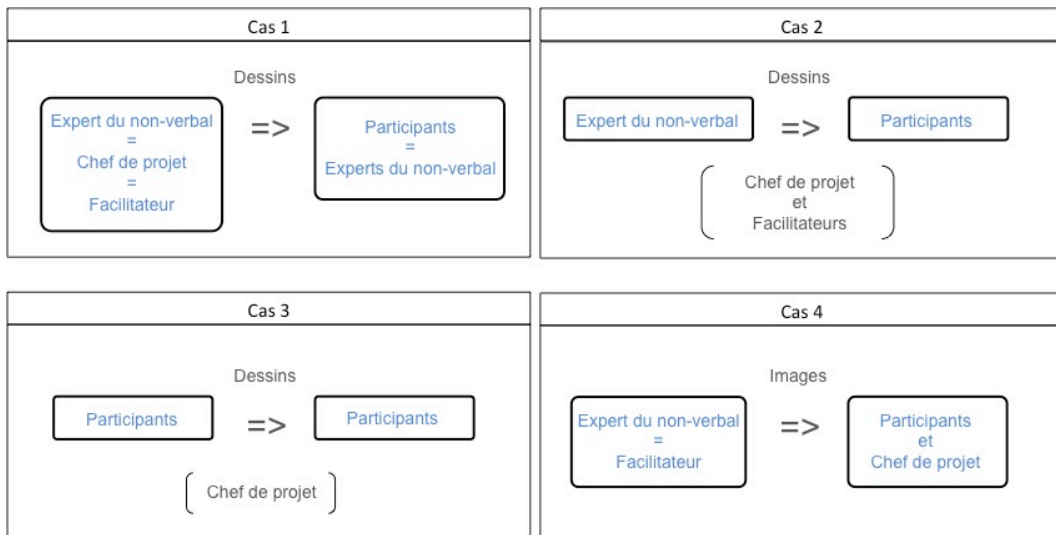 Cas 1
Dessins
Expert du non-verbal
=
Chef de projet
=
Facilitateur
=>
Participants
=
Experts du non-verbal
Cas 2
Dessins
Expert du non-verbal
=>
Participants
Chef de projet
et
Facilitateurs
Cas 3
Dessins
Participants
=>
Participants
Chef de projet
Cas 4
Images
Expert du non-verbal
=
Facilitateur
=>
Participants
et
Chef de projet